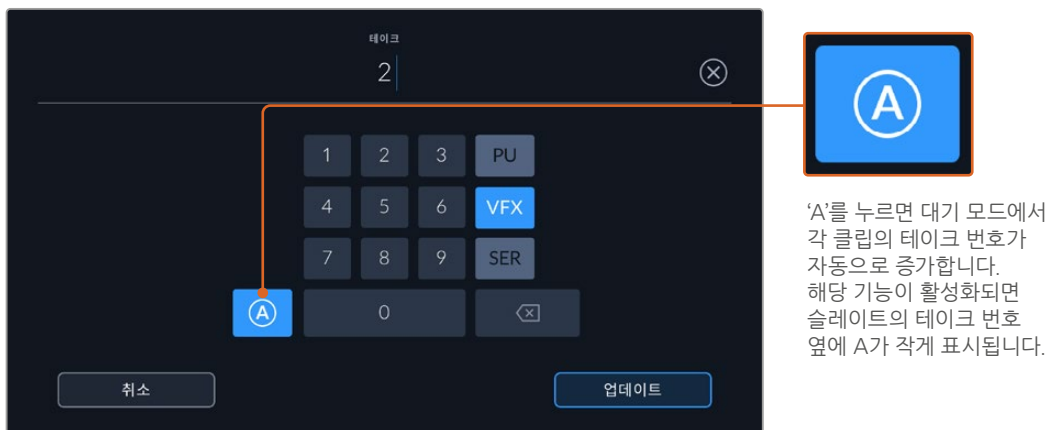 테이크
2
1 2 3 PU
4 5 6 VFX
7 8 9 SER
A 0
취소 업데이트
A
‘A’를 누르면 대기 모드에서
각 클립의 테이크 번호가
자동으로 증가합니다.
해당 기능이 활성화되면
슬레이트의 테이크 번호
옆에 A가 작게 표시됩니다.